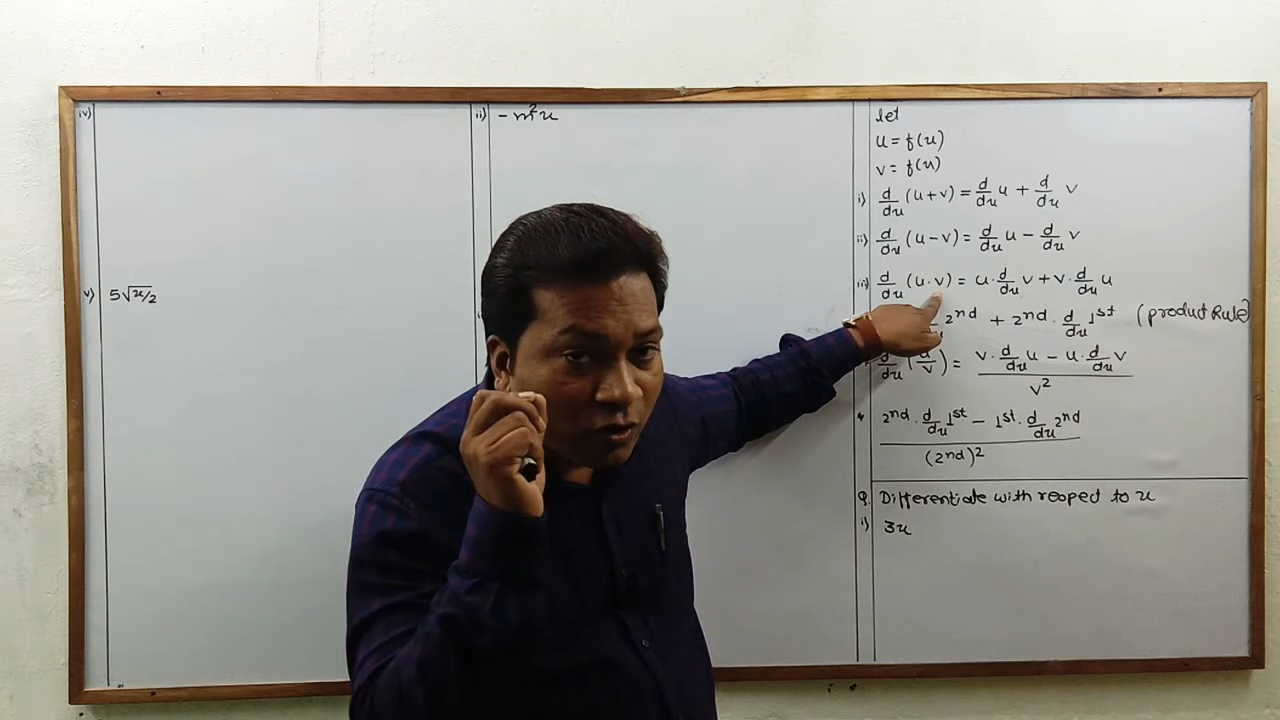 iv)
v) 5√x/2
ii) - m²x
let
u = f(x)
v = f(x)
i) d/dx (u + v) = d/dx u + d/dx v
ii) d/dx (u - v) = d/dx u - d/dx v
iii) d/dx (u · v) = u · d/dx v + v · d/dx u
2nd + 2nd · d/dx 1st (product Rule)
d/dx (u/v) = v · d/dx u - u · d/dx v / v²
* 2nd · d/dx 1st - 1st · d/dx 2nd / (2nd)²
Q. Differentiate with respect to x
i) 3x